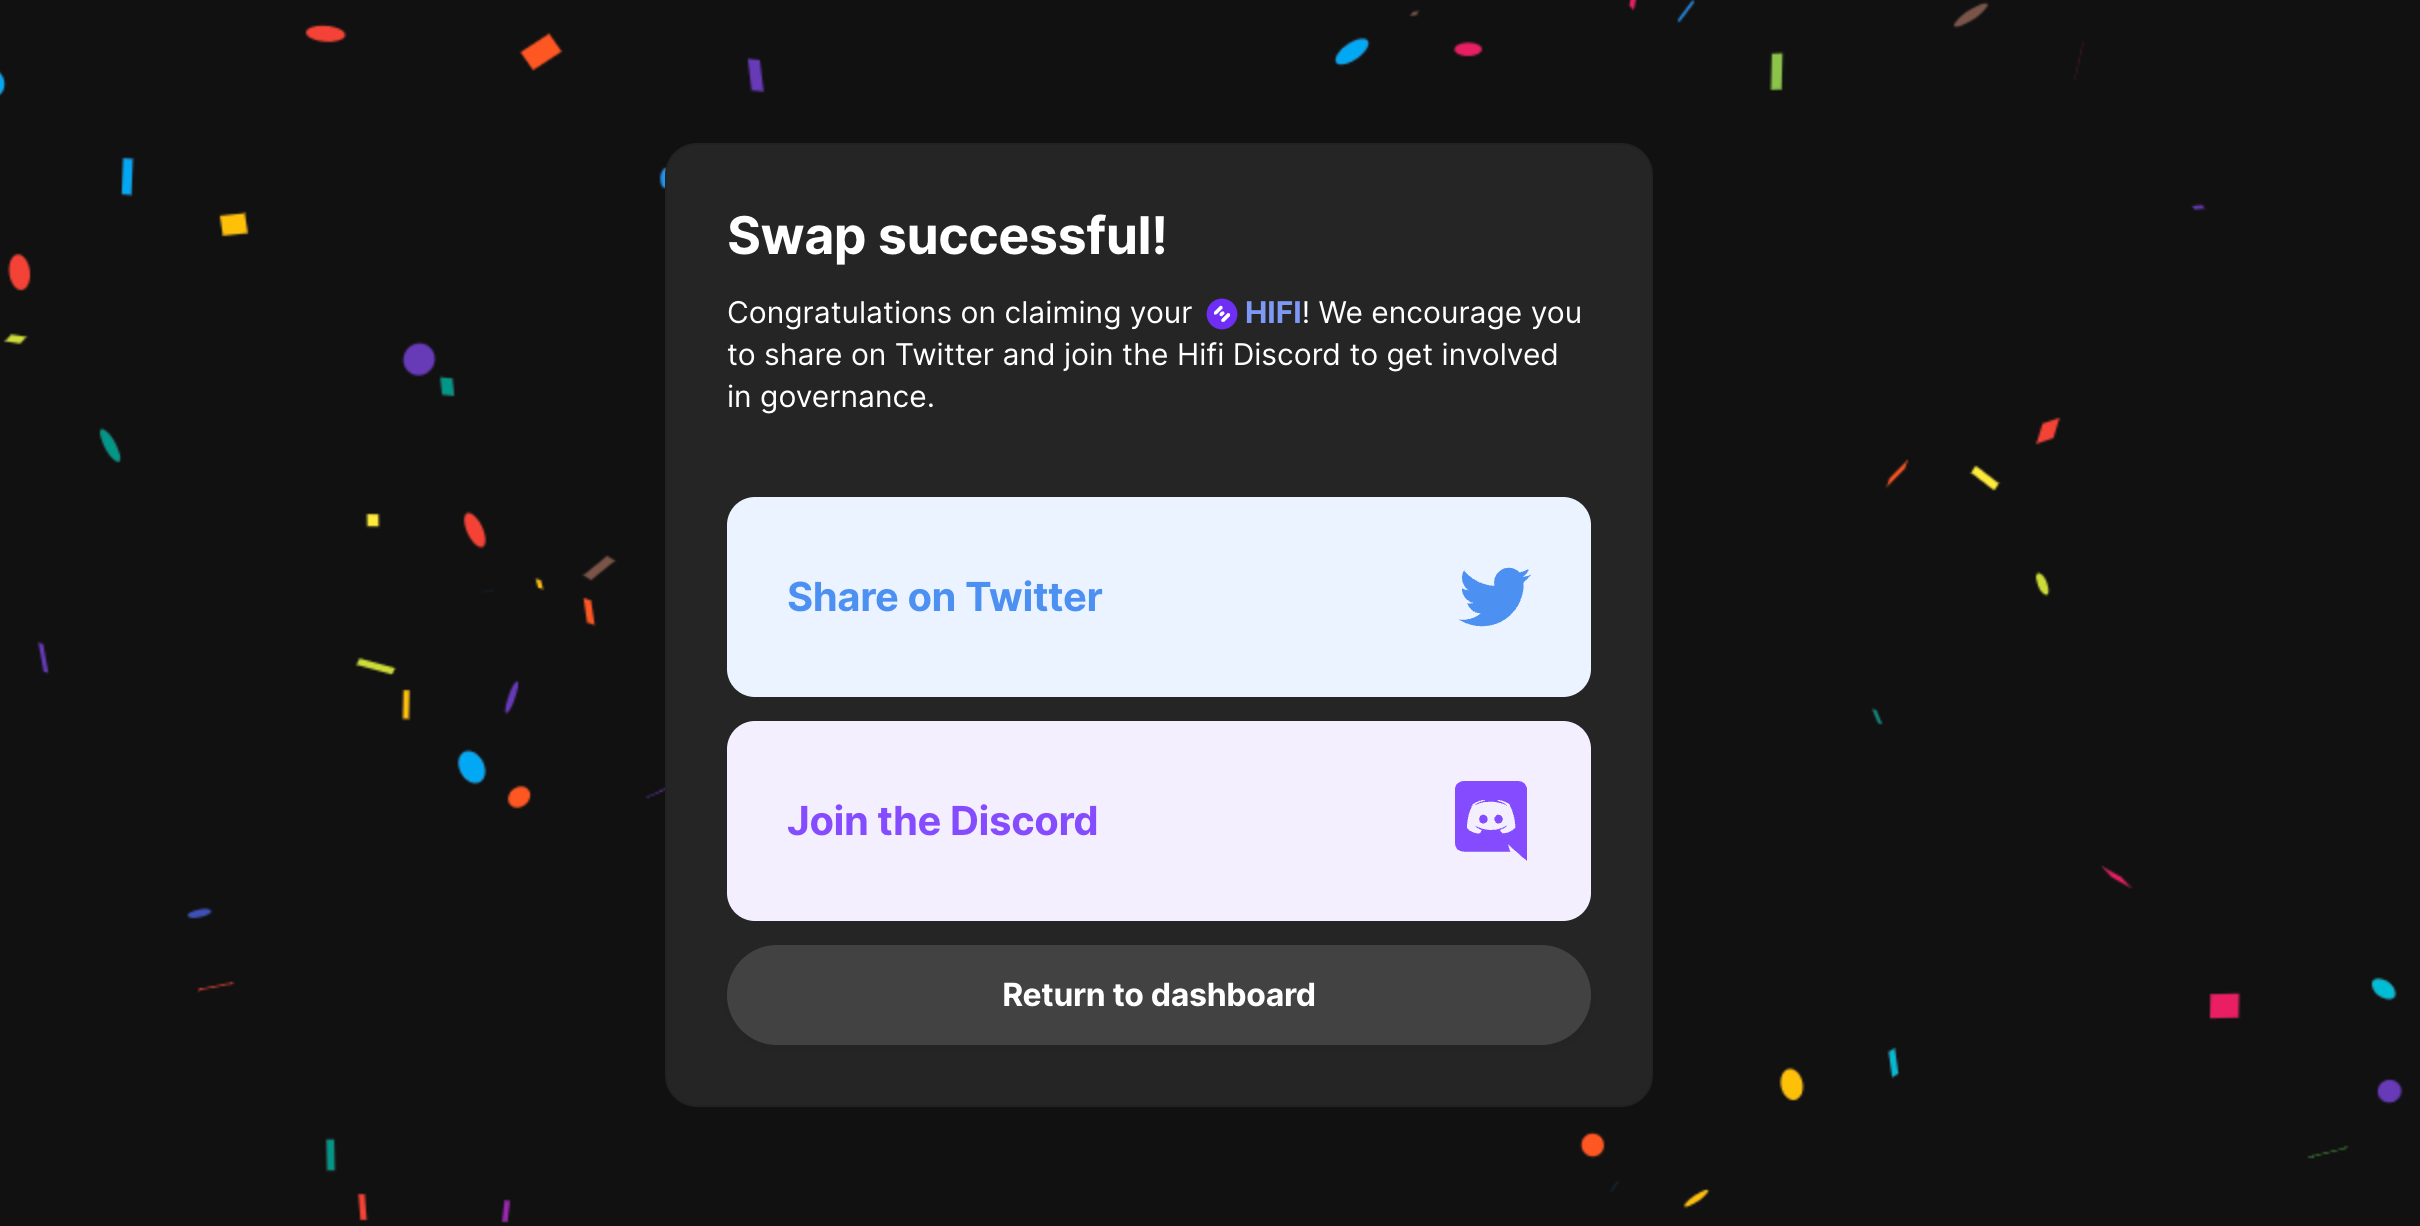 Swap successful!
Congratulations on claiming your HIFI! We encourage you
to share on Twitter and join the Hifi Discord to get involved
in governance.
Share on Twitter
Join the Discord
Return to dashboard